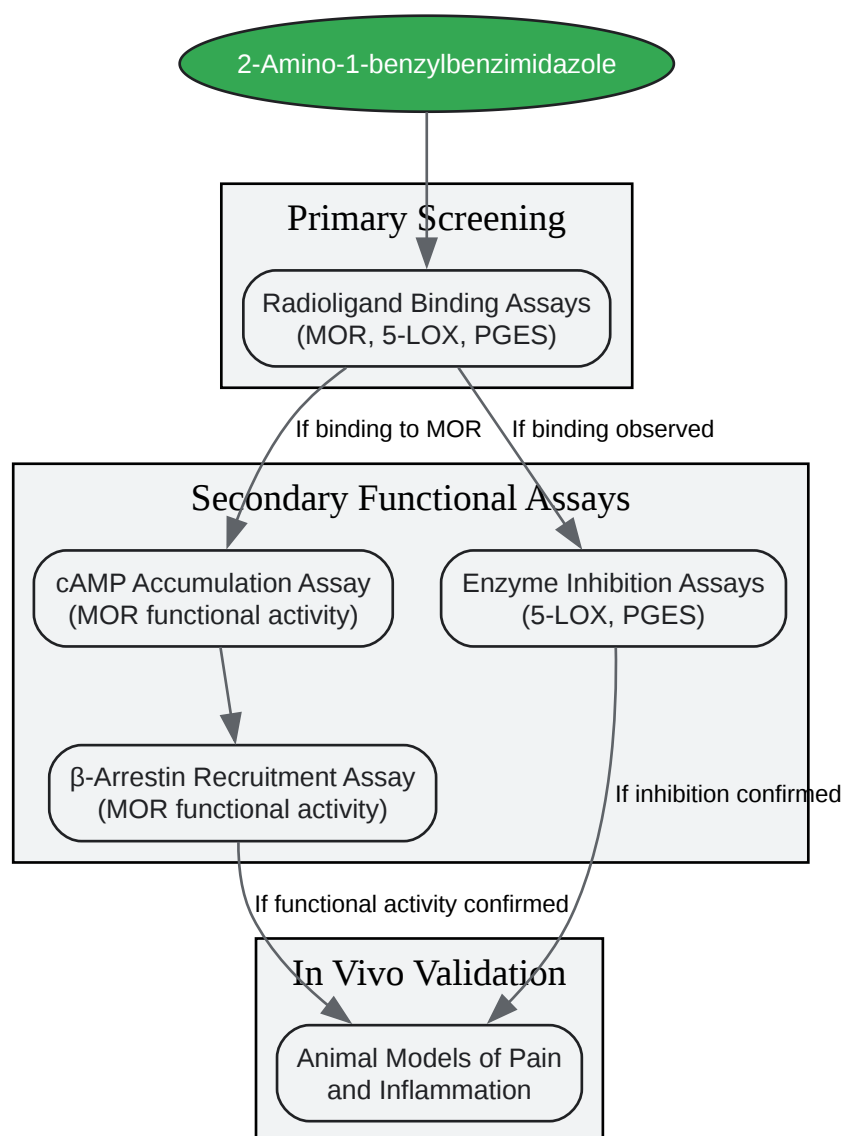 2-Amino-1-benzylbenzimidazole
Primary Screening
Radioligand Binding Assays
(MOR, 5-LOX, PGES)
If binding to MOR
If binding observed
Secondary Functional Assays
cAMP Accumulation Assay
(MOR functional activity)
Enzyme Inhibition Assays
(5-LOX, PGES)
β-Arrestin Recruitment Assay
(MOR functional activity)
If inhibition confirmed
If functional activity confirmed
In Vivo Validation
Animal Models of Pain
and Inflammation